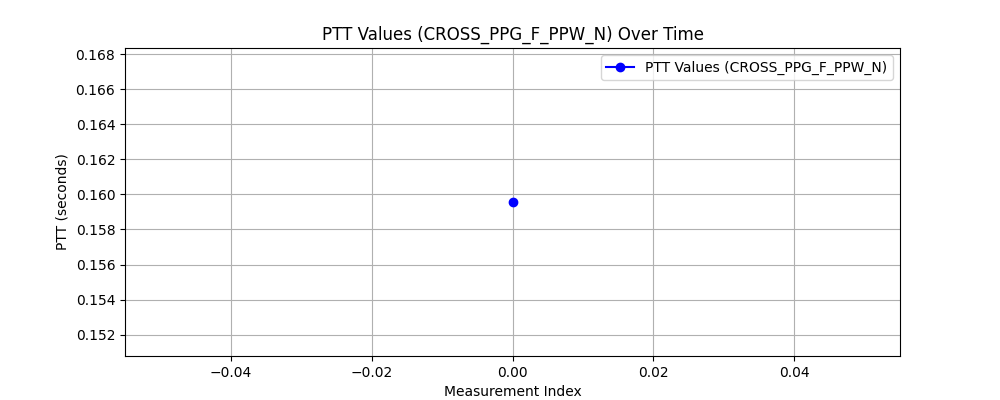 PTT Values (CROSS_PPG_F_PPW_N) Over Time
PTT Values (CROSS_PPG_F_PPW_N)
PTT (seconds)
0.168
0.166
0.164
0.162
0.160
0.158
0.156
0.154
0.152
−0.04 −0.02 0.00 0.02 0.04
Measurement Index